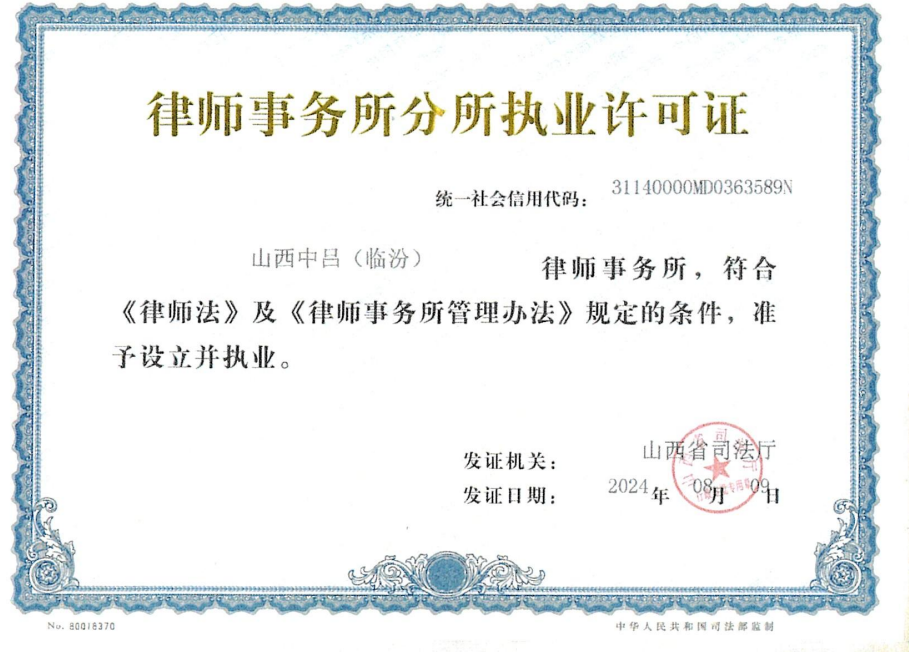 律师事务所分所执业许可证
统一社会信用代码： 31140000MD0363589N
山西中吕（临汾） 律师事务所，符合
《律师法》及《律师事务所管理办法》规定的条件，准
予设立并执业。
发证机关： 山西省司法厅
发证日期： 2024年 08月 09日
No. 80018370
中华人民共和国司法部监制